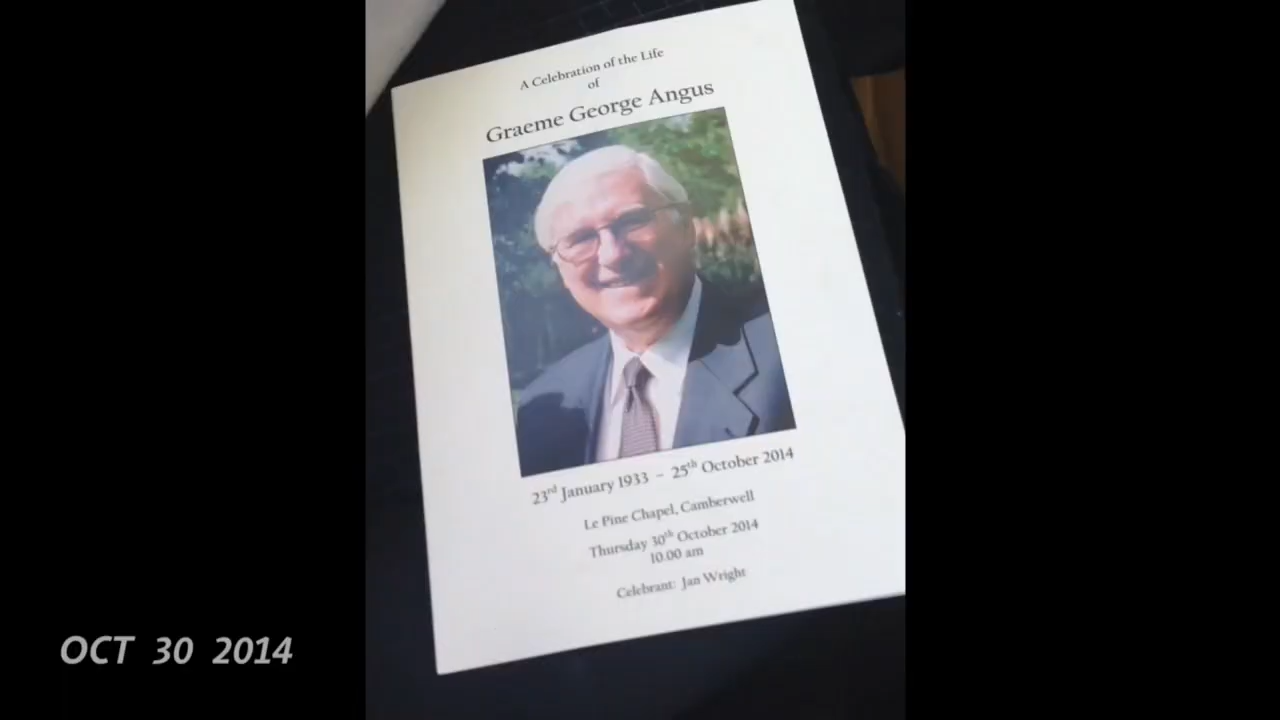 A Celebration of the Life
of
Graeme George Angus
23rd January 1933 – 25th October 2014
Le Pine Chapel, Camberwell
Thursday 30th October 2014
10.00 am
Celebrant: Jan Wright
OCT 30 2014